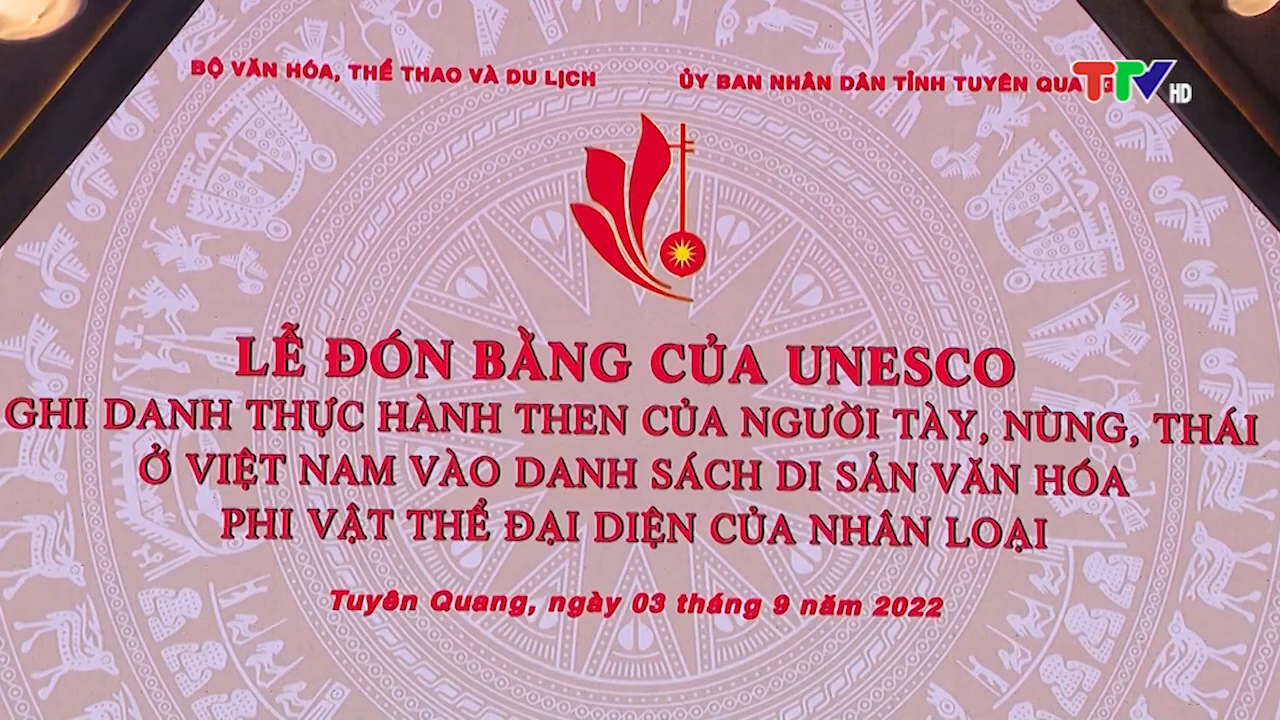 BỘ VĂN HÓA, THỂ THAO VÀ DU LỊCH
ỦY BAN NHÂN DÂN TỈNH TUYÊN QUANG
TTV HD
LỄ ĐÓN BẰNG CỦA UNESCO
GHI DANH THỰC HÀNH THEN CỦA NGƯỜI TÀY, NÙNG, THÁI
Ở VIỆT NAM VÀO DANH SÁCH DI SẢN VĂN HÓA
PHI VẬT THỂ ĐẠI DIỆN CỦA NHÂN LOẠI
Tuyên Quang, ngày 03 tháng 9 năm 2022